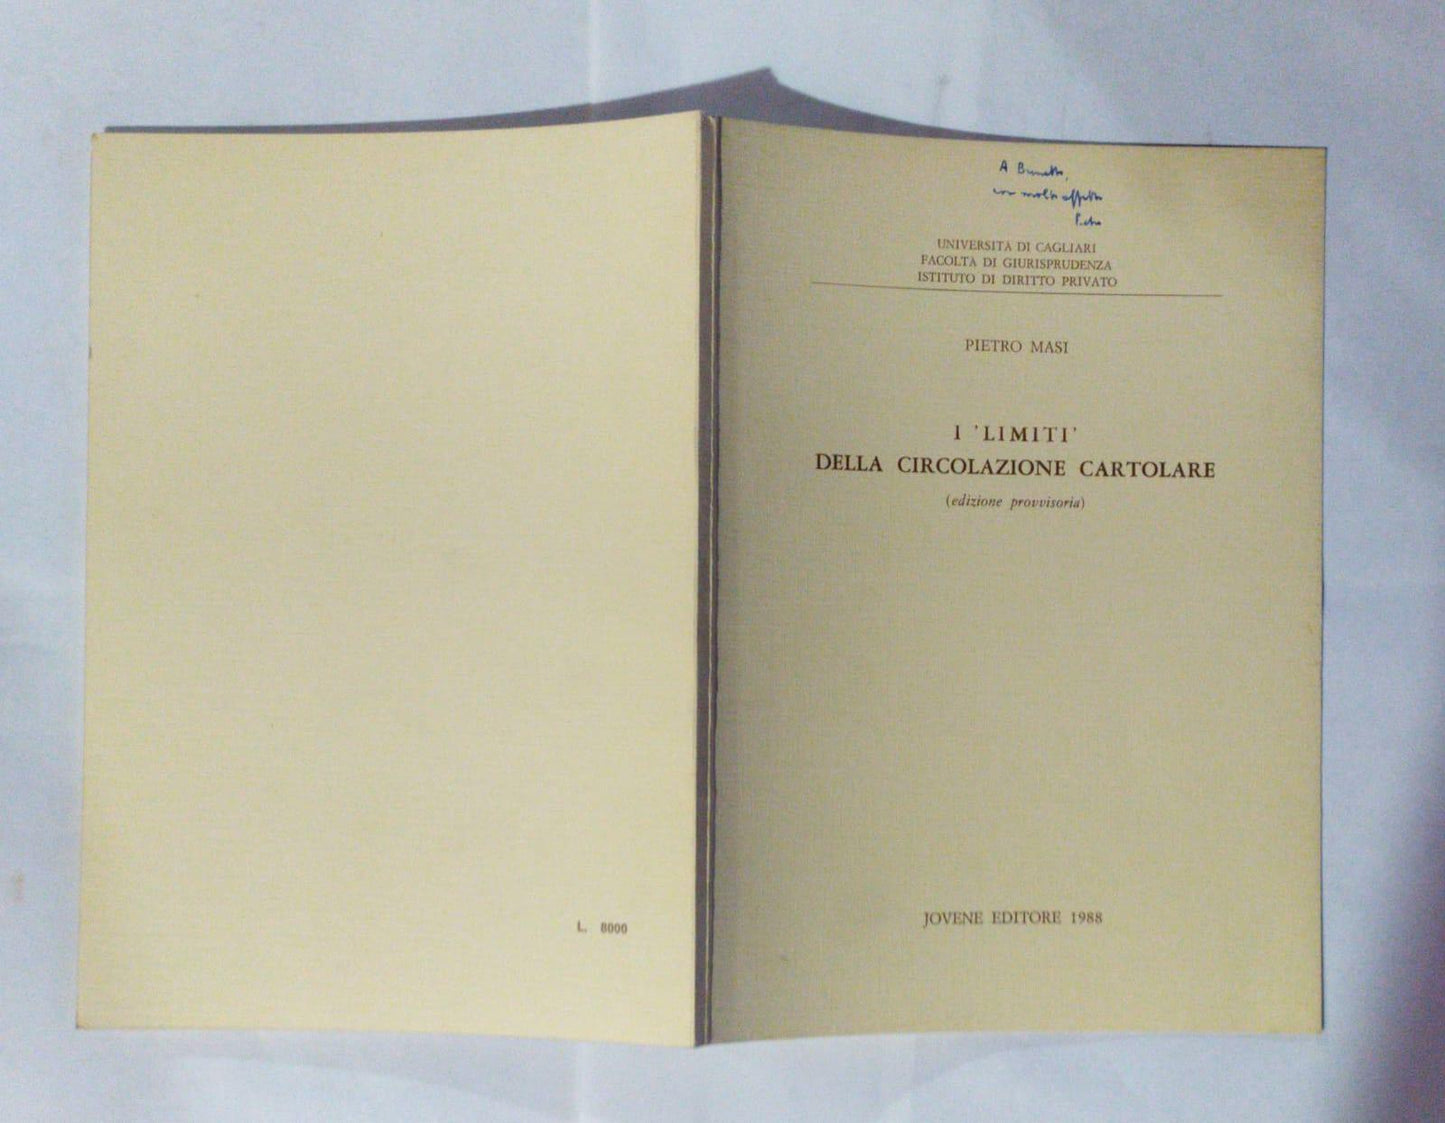 A Brunetto,
con molto affetto
Pietro
UNIVERSITÀ DI CAGLIARI
FACOLTÀ DI GIURISPRUDENZA
ISTITUTO DI DIRITTO PRIVATO
PIETRO MASI
I 'LIMITI'
DELLA CIRCOLAZIONE CARTOLARE
(edizione provvisoria)
JOVENE EDITORE 1988
L. 8000